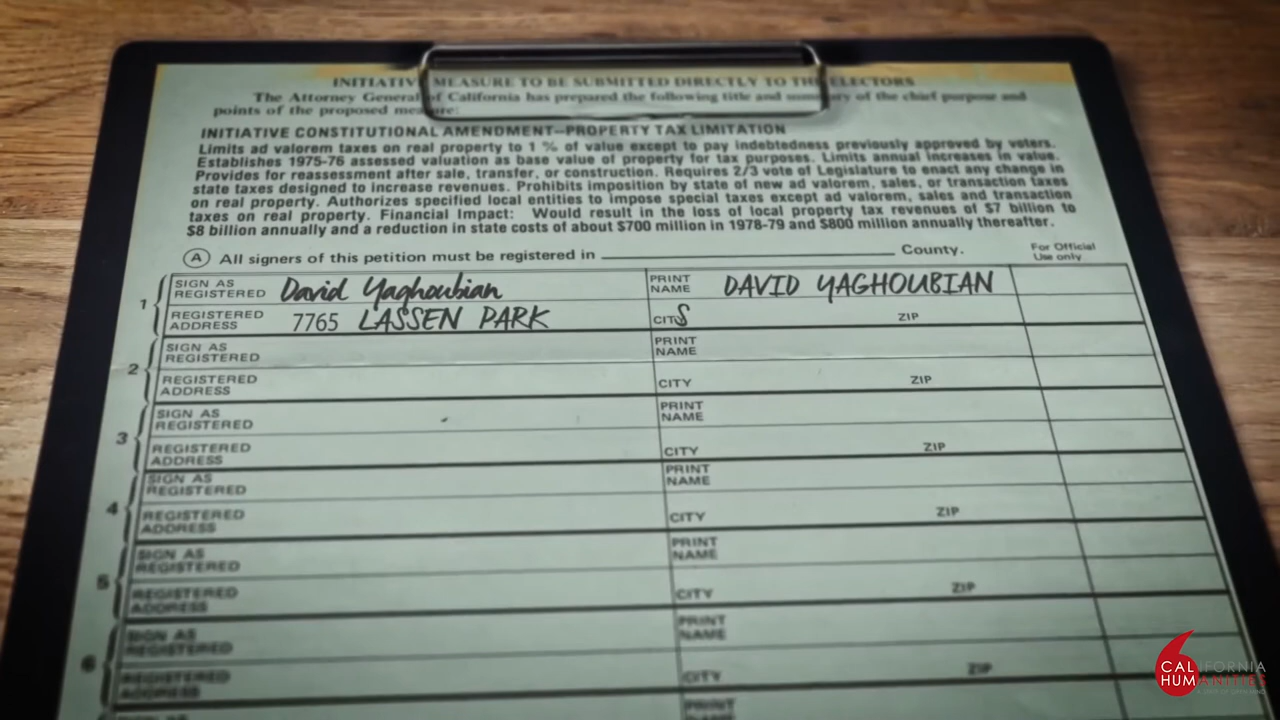 INITIATIVE MEASURE TO BE SUBMITTED DIRECTLY TO THE ELECTORS
The Attorney General of California has prepared the following title and summary of the chief purpose and
points of the proposed measure:
INITIATIVE CONSTITUTIONAL AMENDMENT—PROPERTY TAX LIMITATION
Limits ad valorem taxes on real property to 1 % of value except to pay indebtedness previously approved by voters.
Establishes 1975-76 assessed valuation as base value of property for tax purposes. Limits annual increases in value.
Provides for reassessment after sale, transfer, or construction. Requires 2/3 vote of Legislature to enact any change in
state taxes designed to increase revenues. Prohibits imposition by state of new ad valorem, sales, or transaction taxes
on real property. Authorizes specified local entities to impose special taxes except ad valorem, sales and transaction
taxes on real property. Financial Impact: Would result in the loss of local property tax revenues of $7 billion to
$8 billion annually and a reduction in state costs of about $700 million in 1978-79 and $800 million annually thereafter.
A All signers of this petition must be registered in County. For Official
Use only
1 SIGN AS
REGISTERED David Yaghoubian PRINT
NAME DAVID YAGHOUBIAN
REGISTERED
ADDRESS 7765 LASSEN PARK CITY S ZIP
2 SIGN AS
REGISTERED PRINT
NAME
REGISTERED
ADDRESS CITY ZIP
3 SIGN AS
REGISTERED PRINT
NAME
REGISTERED
ADDRESS CITY ZIP
4 SIGN AS
REGISTERED PRINT
NAME
REGISTERED
ADDRESS CITY ZIP
5 SIGN AS
REGISTERED PRINT
NAME
REGISTERED
ADDRESS CITY ZIP
6 SIGN AS
REGISTERED PRINT
NAME
REGISTERED
ADDRESS CITY ZIP
SIGN AS PRINT
CALIFORNIA
HUMANITIES